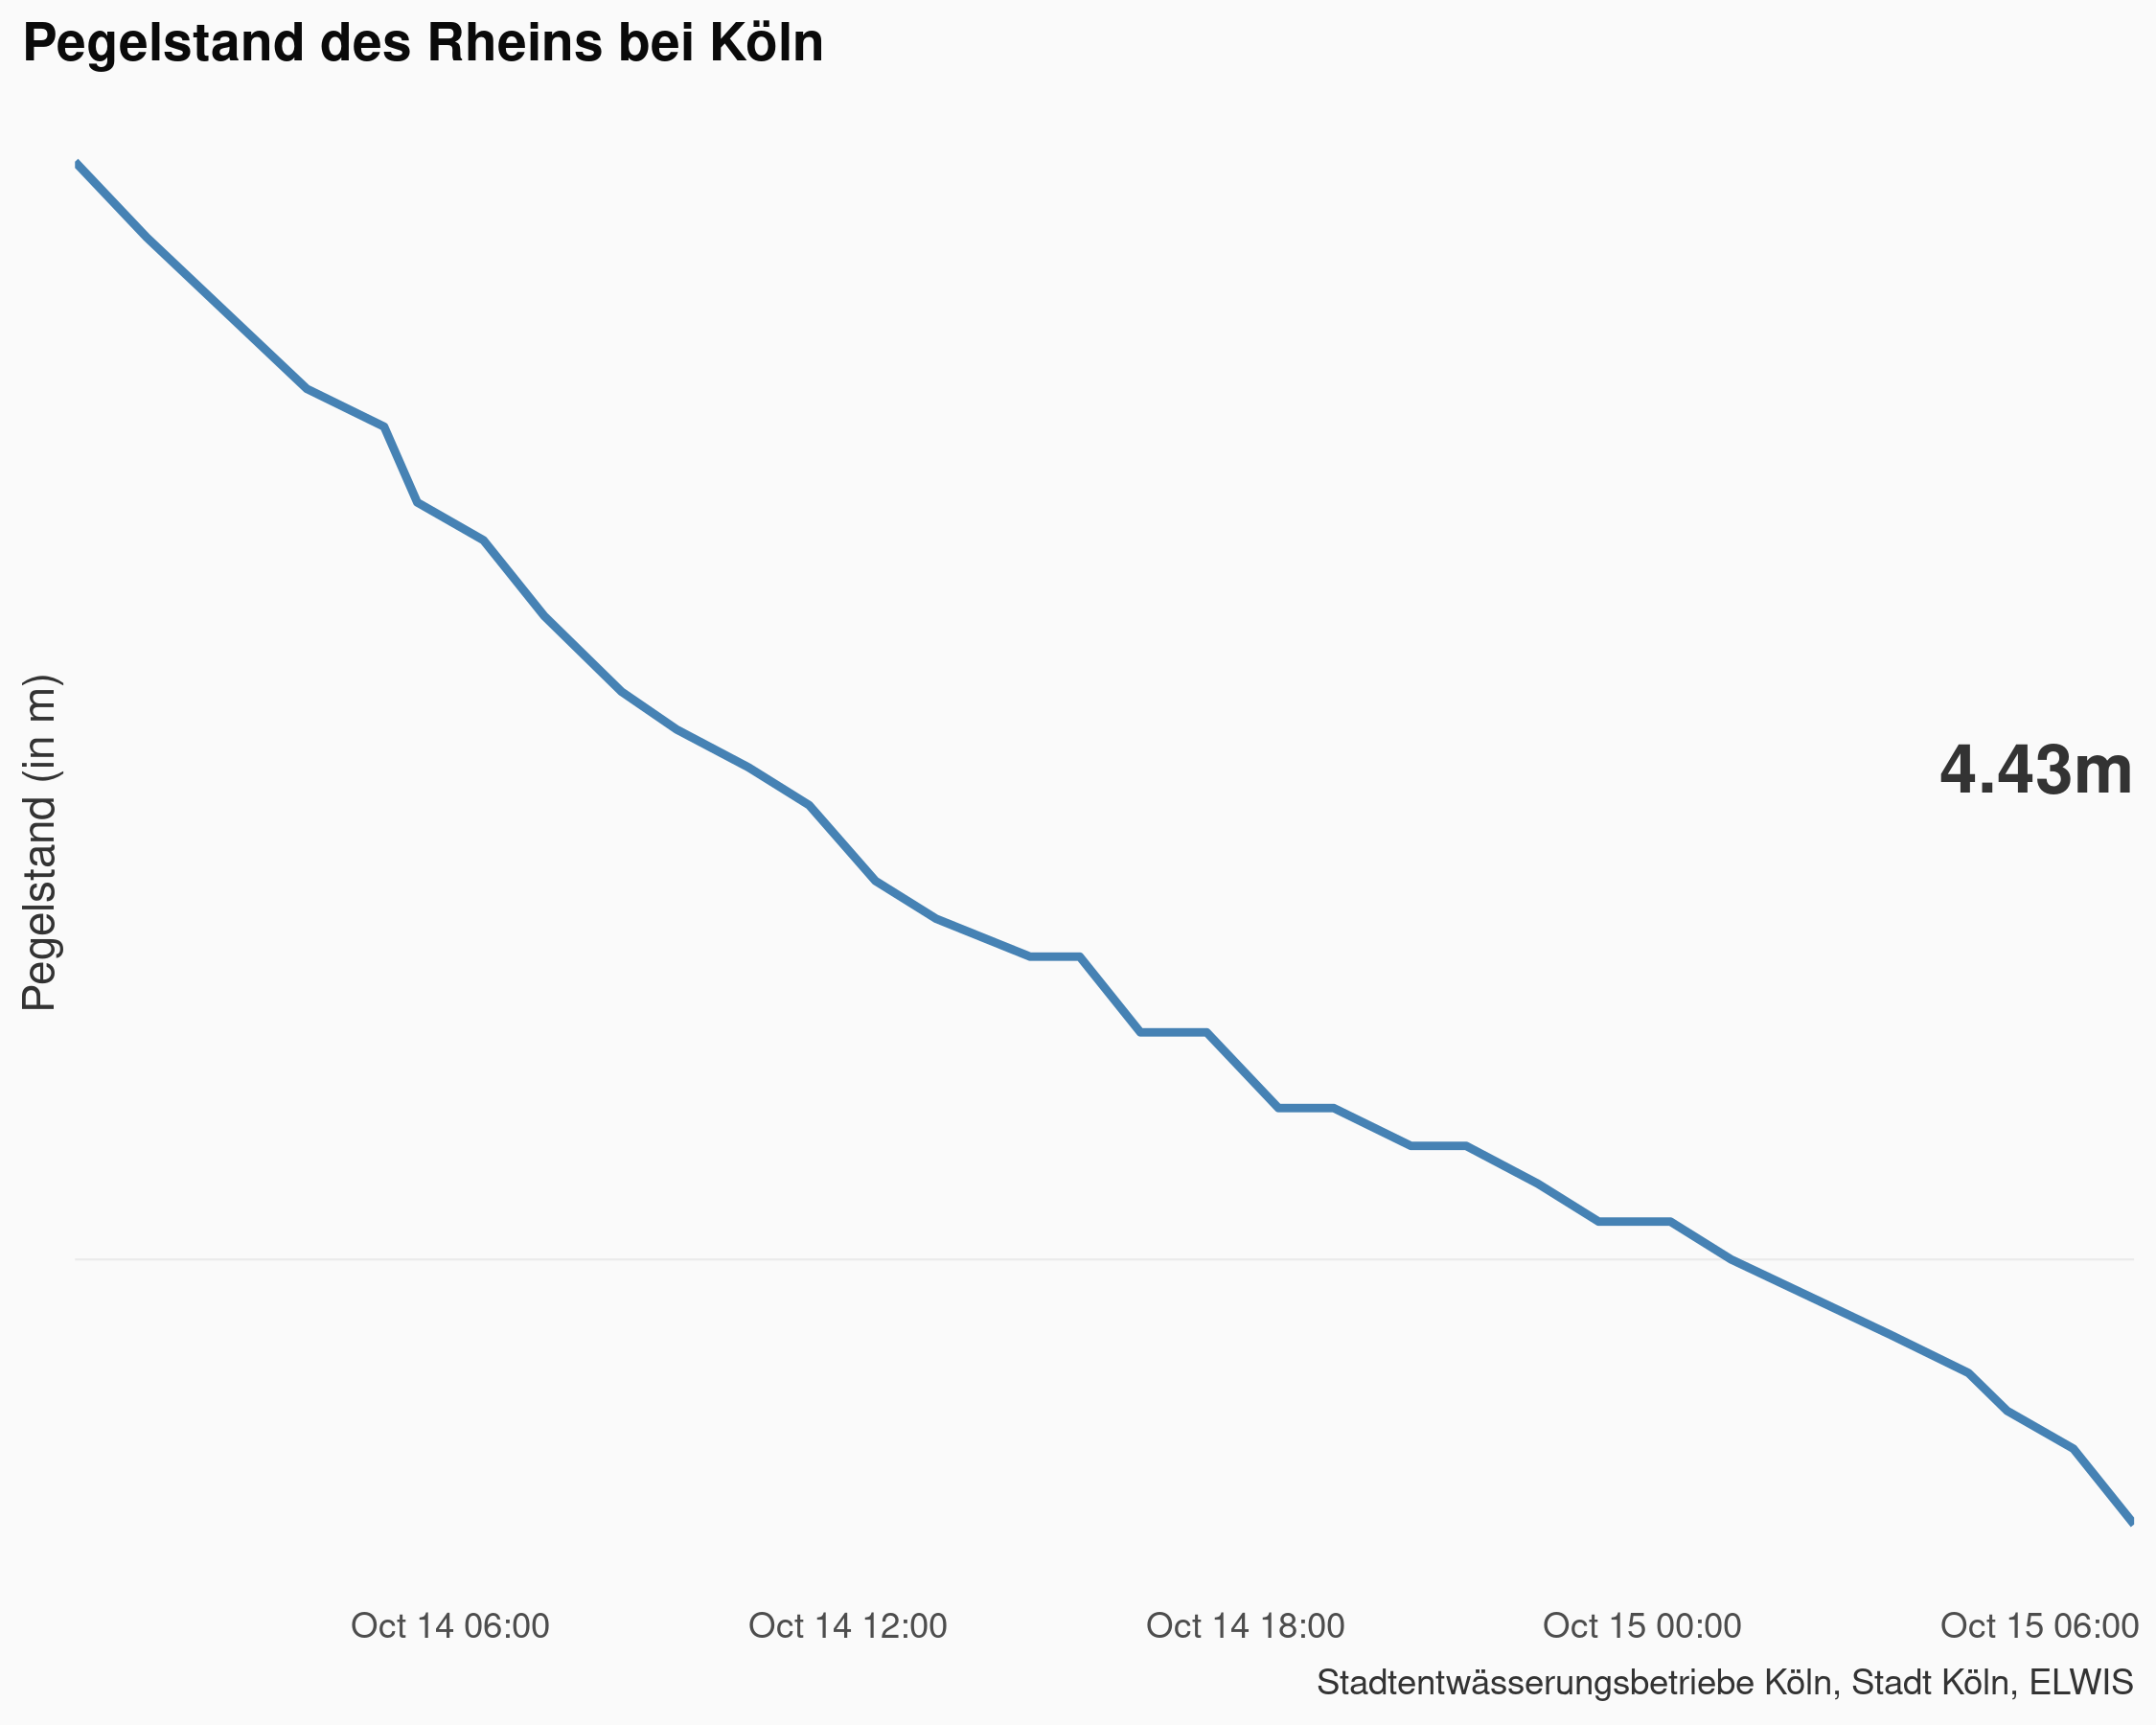 Pegelstand des Rheins bei Köln
Pegelstand (in m)
4.43m
Oct 14 06:00 Oct 14 12:00 Oct 14 18:00 Oct 15 00:00 Oct 15 06:00
Stadtentwässerungsbetriebe Köln, Stadt Köln, ELWIS